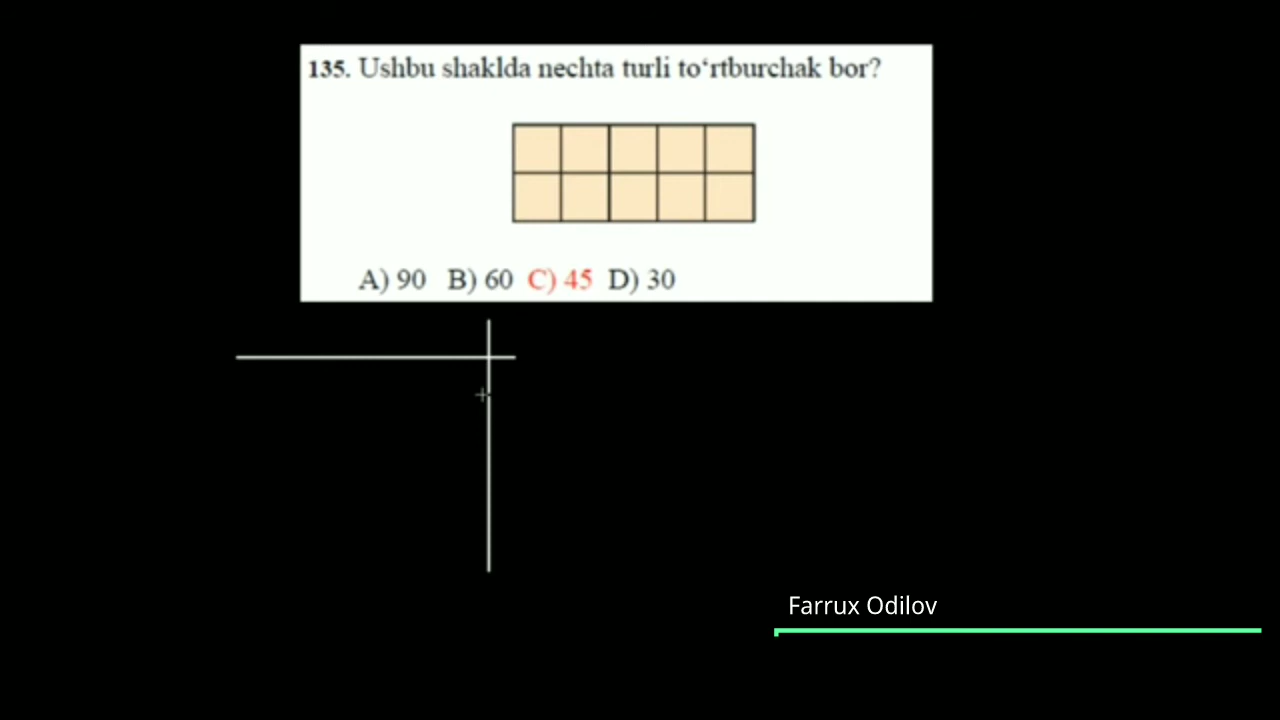 135. Ushbu shaklda nechta turli to‘rtburchak bor?
A) 90 B) 60 C) 45 D) 30
Farrux Odilov